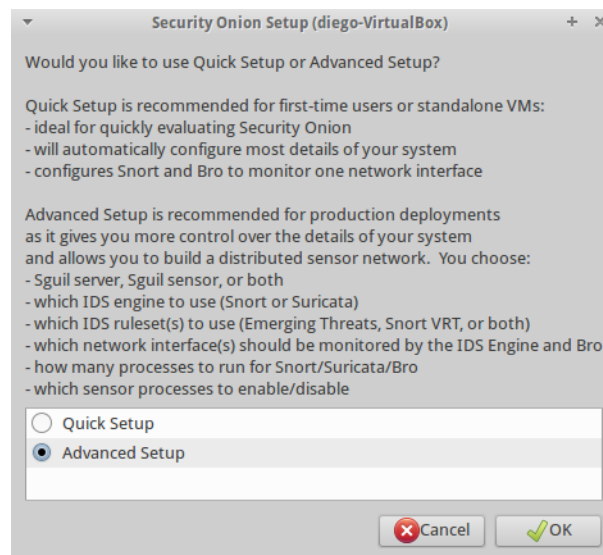 Security Onion Setup (diego-VirtualBox)
Would you like to use Quick Setup or Advanced Setup?
Quick Setup is recommended for first-time users or standalone VMs:
- ideal for quickly evaluating Security Onion
- will automatically configure most details of your system
- configures Snort and Bro to monitor one network interface
Advanced Setup is recommended for production deployments
as it gives you more control over the details of your system
and allows you to build a distributed sensor network.  You choose:
- Sguil server, Sguil sensor, or both
- which IDS engine to use (Snort or Suricata)
- which IDS ruleset(s) to use (Emerging Threats, Snort VRT, or both)
- which network interface(s) should be monitored by the IDS Engine and Bro
- how many processes to run for Snort/Suricata/Bro
- which sensor processes to enable/disable
Quick Setup
Advanced Setup
Cancel OK